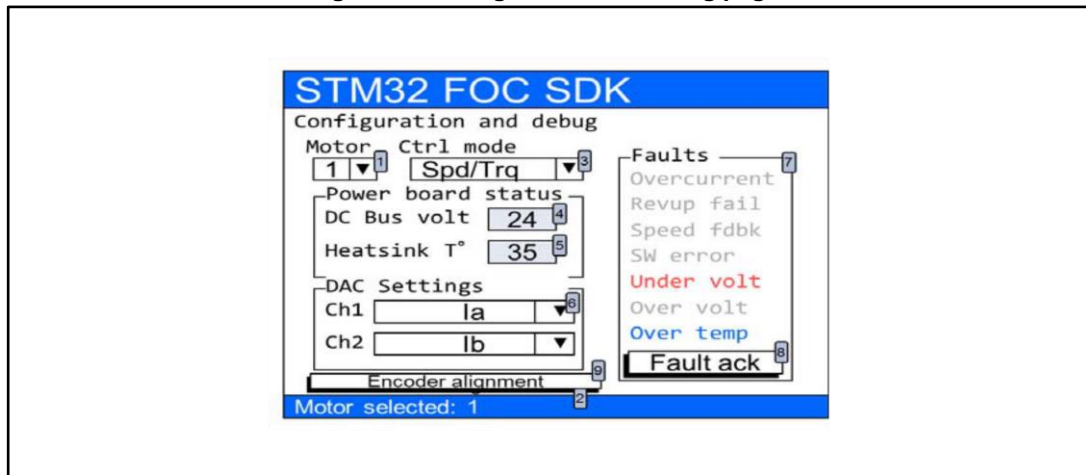 STM32 FOC SDK
Configuration and debug
Motor Ctrl mode
1 ▼ 1 Spd/Trq ▼ 3
Power board status
DC Bus volt 24 4
Heatsink T° 35 5
DAC Settings
Ch1 Ia ▼ 6
Ch2 Ib ▼
Encoder alignment 9
Faults 7
Overcurrent
Revup fail
Speed fdbk
SW error
Under volt
Over volt
Over temp
Fault ack 8
Motor selected: 1 2